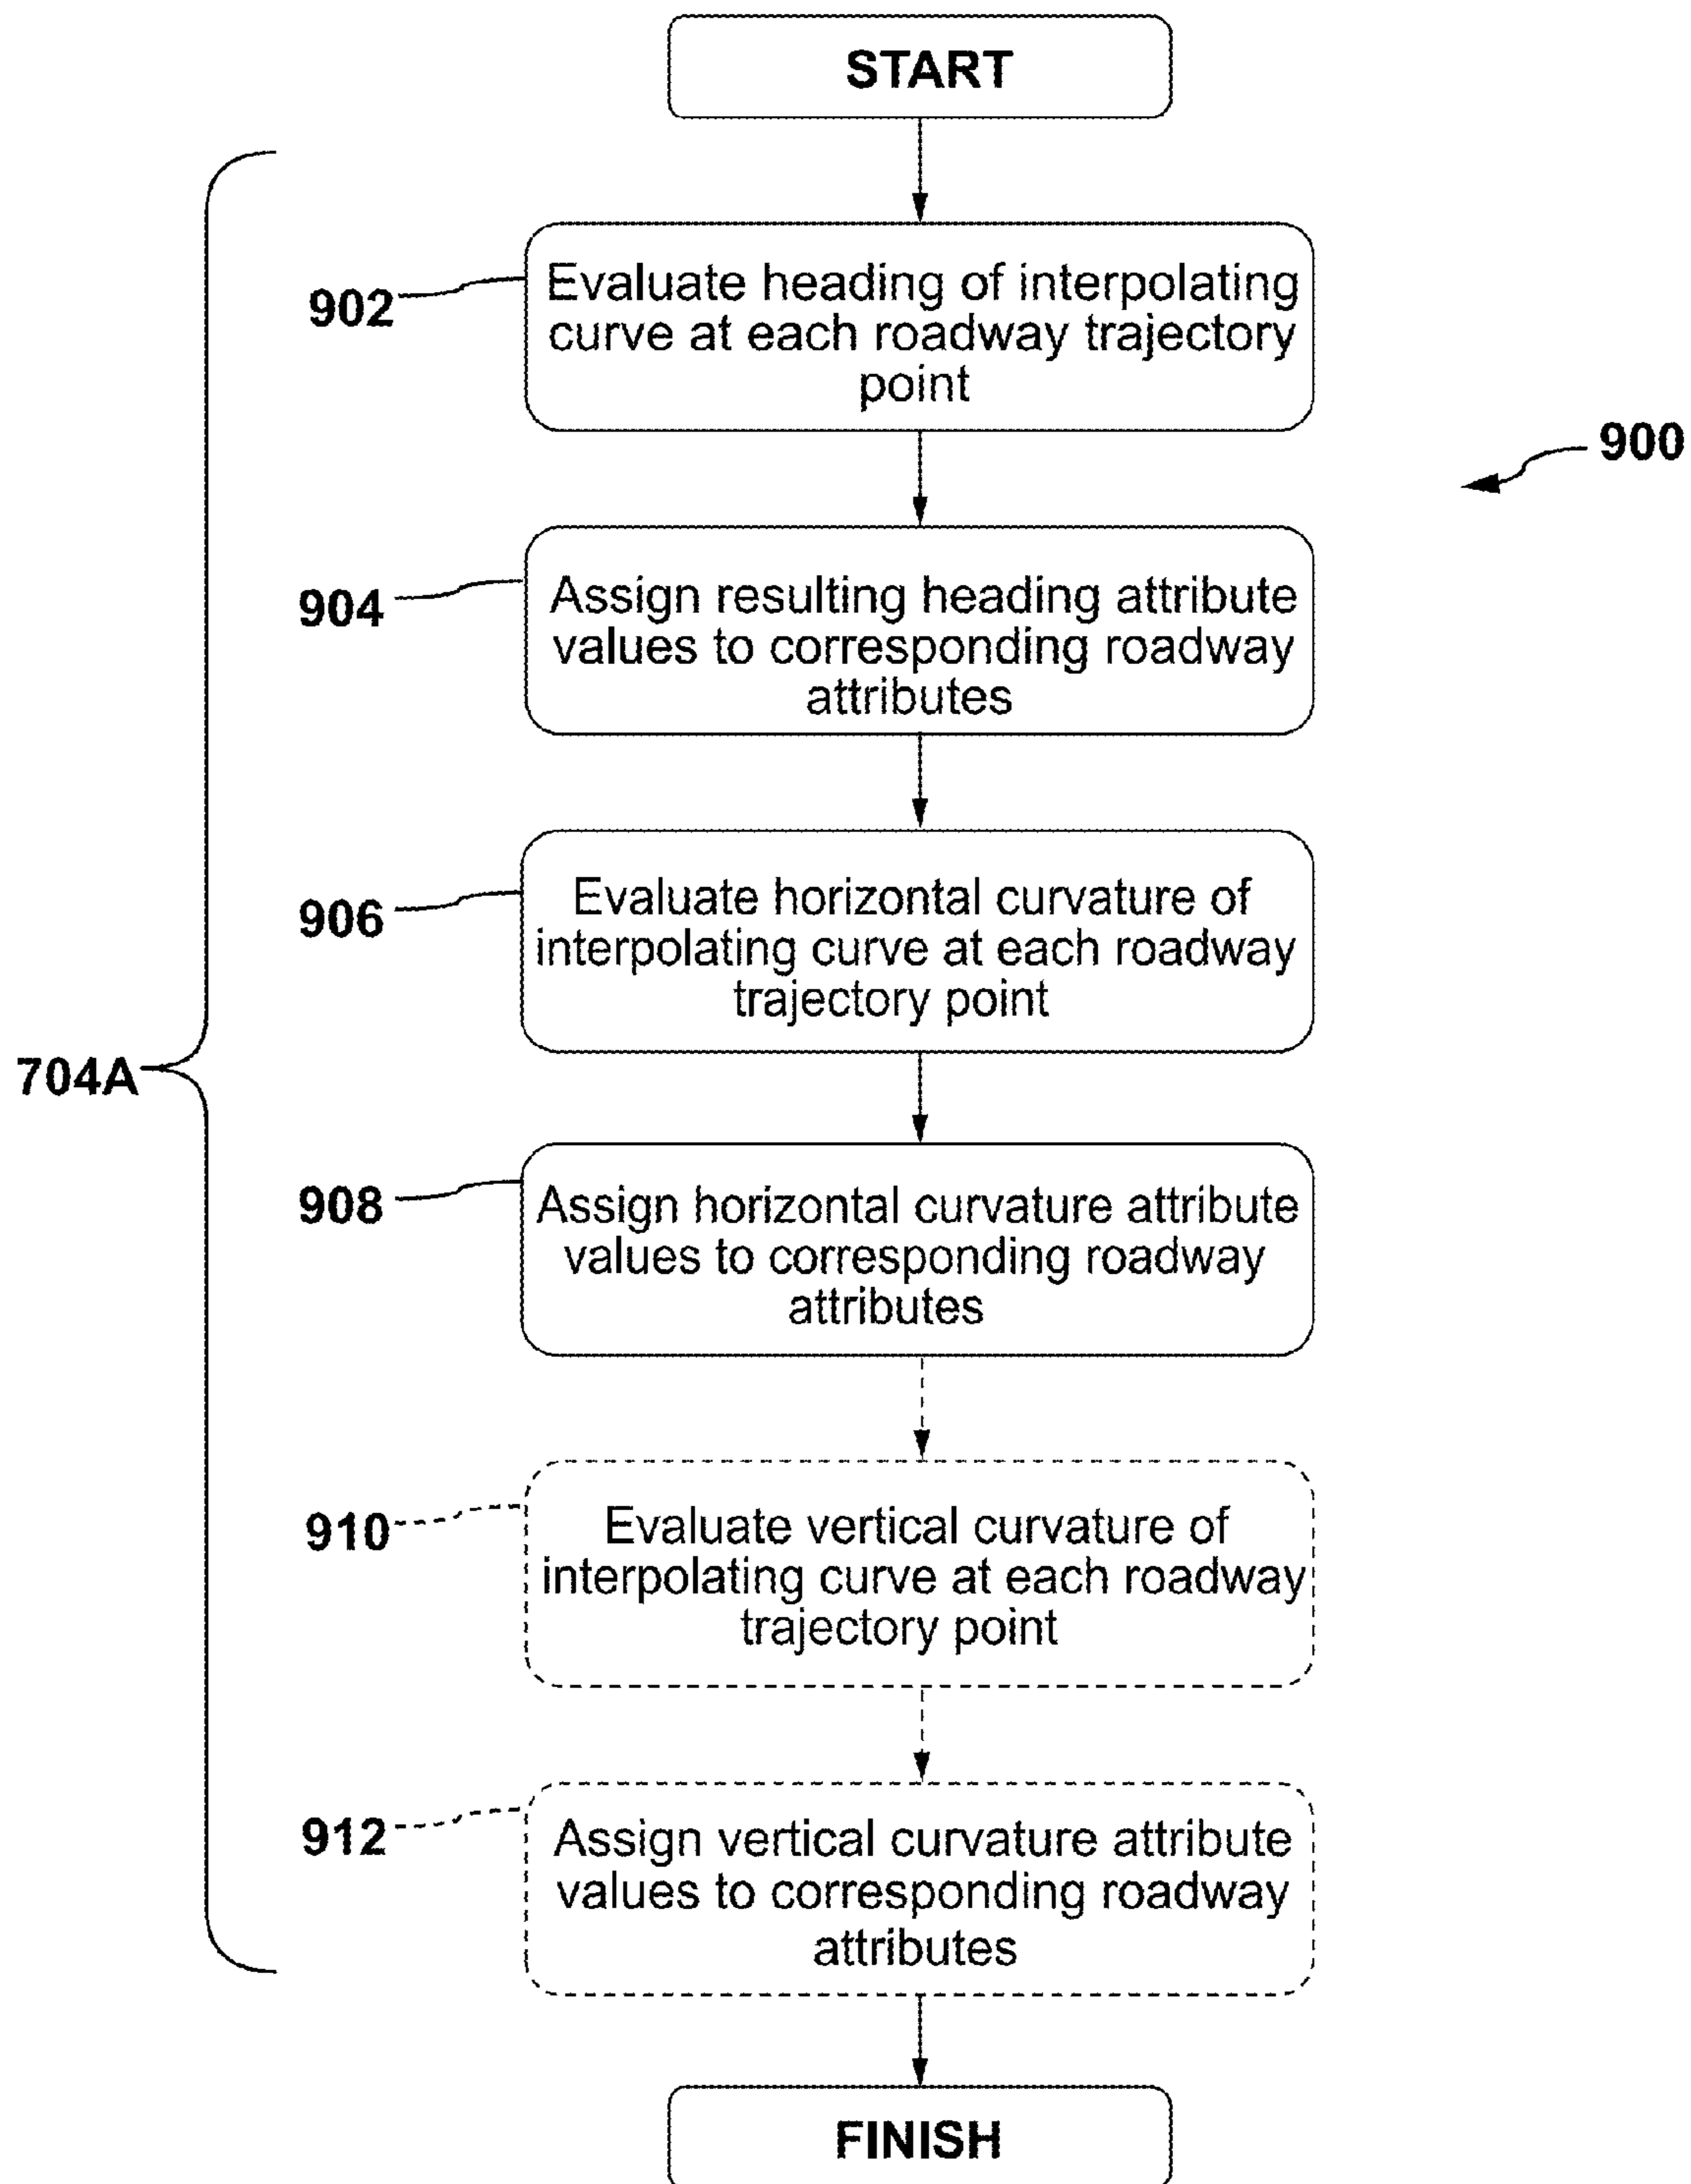 START
902
Evaluate heading of interpolating
curve at each roadway trajectory
point
900
904
Assign resulting heading attribute
values to corresponding roadway
attributes
906
Evaluate horizontal curvature of
interpolating curve at each roadway
trajectory point
704A
908
Assign horizontal curvature attribute
values to corresponding roadway
attributes
910
Evaluate vertical curvature of
interpolating curve at each roadway
trajectory point
912
Assign vertical curvature attribute
values to corresponding roadway
attributes
FINISH